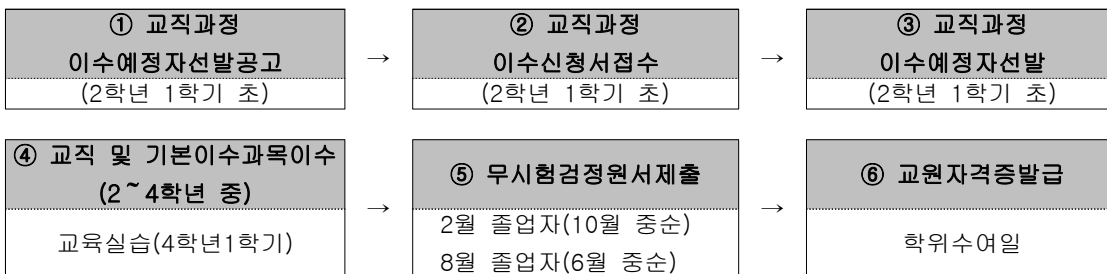 ① 교직과정
이수예정자선발공고
(2학년 1학기 초)
→
② 교직과정
이수신청서접수
(2학년 1학기 초)
→
③ 교직과정
이수예정자선발
(2학년 1학기 초)
④ 교직 및 기본이수과목이수
(2~4학년 중)
교육실습(4학년1학기)
→
⑤ 무시험검정원서제출
2월 졸업자(10월 중순)
8월 졸업자(6월 중순)
→
⑥ 교원자격증발급
학위수여일